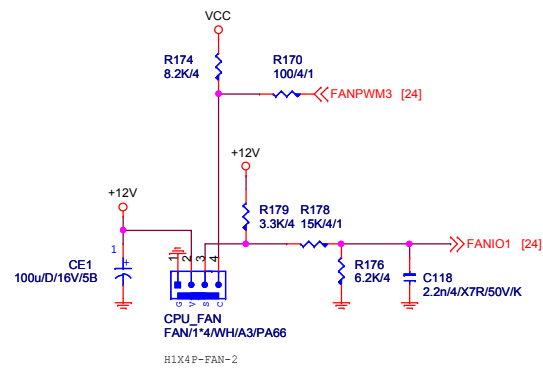 VCC
R174
8.2K/4
R170
100/4/1
FANPWM3 [24]
+12V
+12V
R179
3.3K/4
R178
15K/4/1
FANIO1 [24]
1
+
CE1
100u/D/16V/5B
1
2
3
4
G
V
S
C
R176
6.2K/4
C118
2.2n/4/X7R/50V/K
CPU_FAN
FAN/1*4/WH/A3/PA66
H1X4P-FAN-2